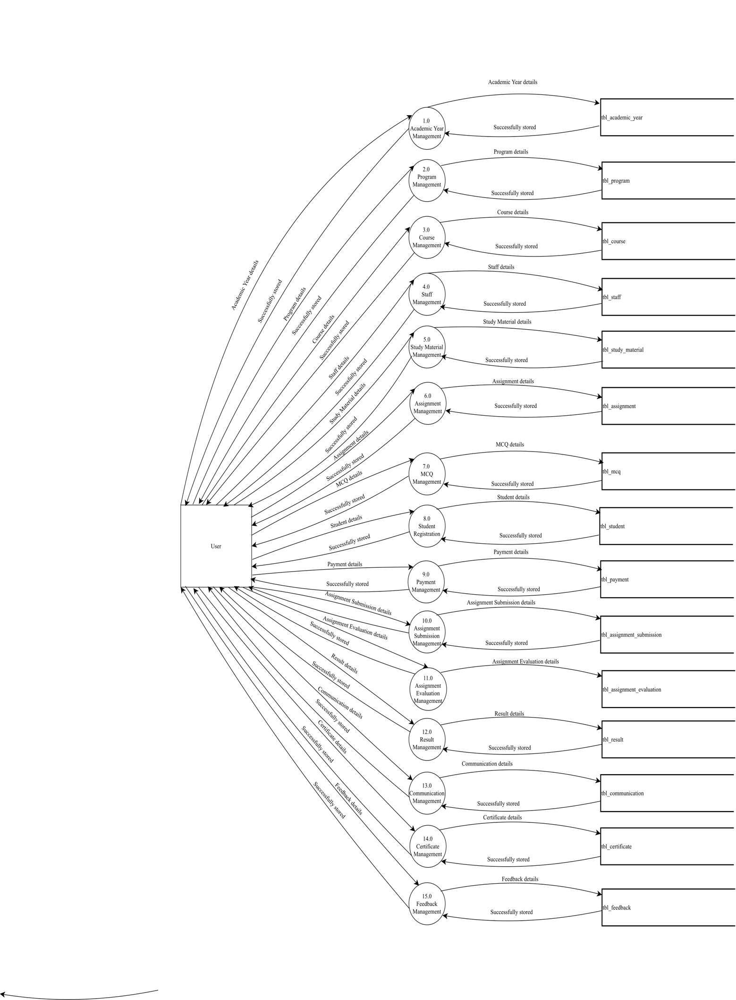 Academic Year details
1.0
Academic Year
Management
tbl_academic_year
Successfully stored
Program details
2.0
Program
Management
tbl_program
Successfully stored
Course details
3.0
Course
Management
tbl_course
Successfully stored
Staff details
4.0
Staff
Management
tbl_staff
Successfully stored
Study Material details
5.0
Study Material
Management
tbl_study_material
Successfully stored
Assignment details
6.0
Assignment
Management
tbl_assignment
Successfully stored
MCQ details
7.0
MCQ
Management
tbl_mcq
Successfully stored
Student details
8.0
Student
Registration
tbl_student
Successfully stored
Payment details
9.0
Payment
Management
tbl_payment
Successfully stored
Assignment Submission details
10.0
Assignment
Submission
Management
tbl_assignment_submission
Successfully stored
Assignment Evaluation details
11.0
Assignment
Evaluation
Management
tbl_assignment_evaluation
Result details
12.0
Result
Management
tbl_result
Successfully stored
Communication details
13.0
Communication
Management
tbl_communication
Successfully stored
Certificate details
14.0
Certificate
Management
tbl_certificate
Successfully stored
Feedback details
15.0
Feedback
Management
tbl_feedback
Successfully stored
User
Academic Year details
Successfully stored
Program details
Successfully stored
Course details
Successfully stored
Staff details
Successfully stored
Study Material details
Successfully stored
Assignment details
Successfully stored
MCQ details
Successfully stored
Student details
Successfully stored
Payment details
Successfully stored
Assignment Submission details
Assignment Evaluation details
Successfully stored
Result details
Successfully stored
Communication details
Successfully stored
Certificate details
Successfully stored
Feedback details
Successfully stored